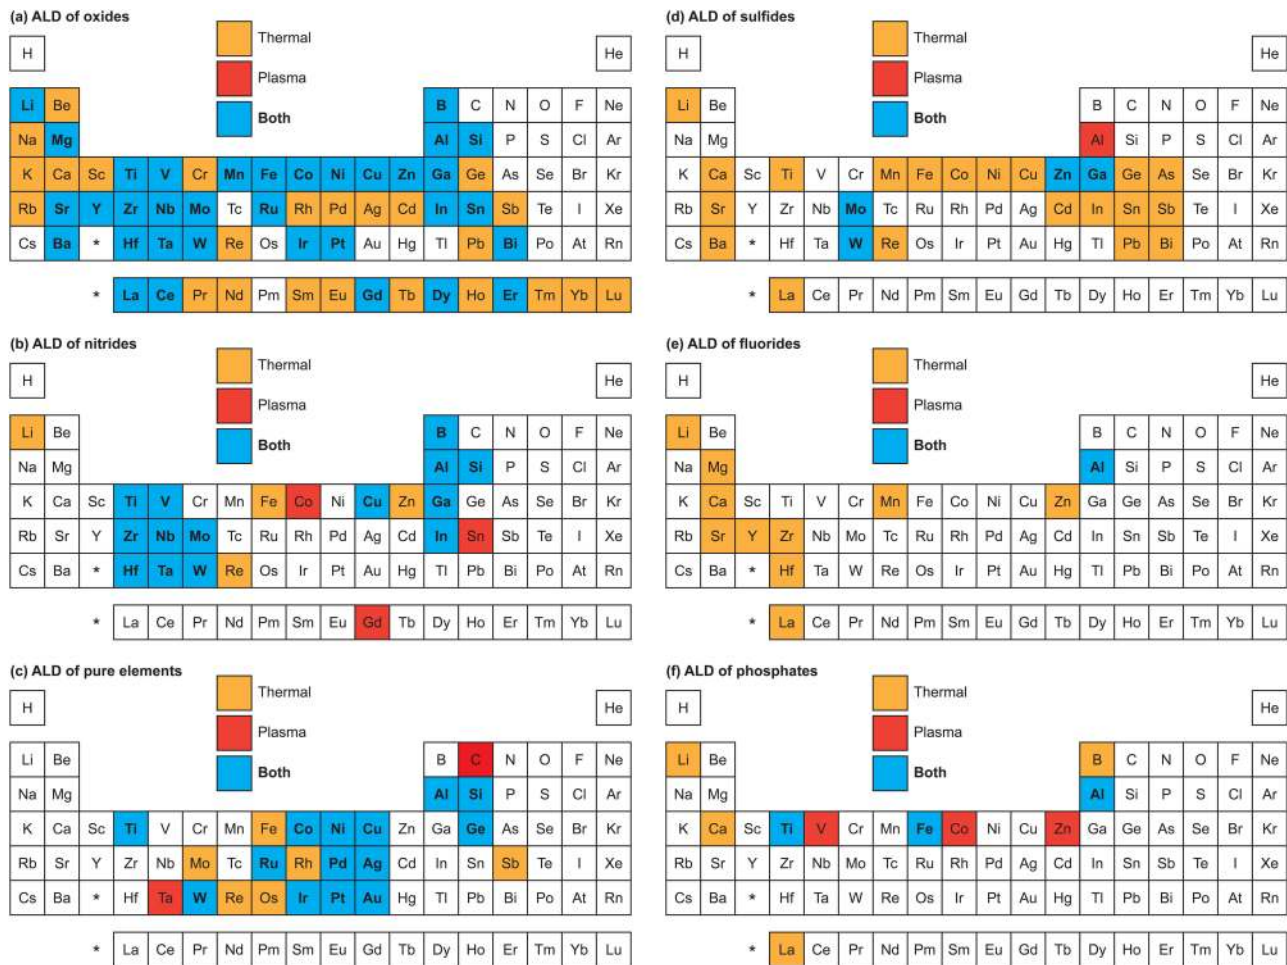 (a) ALD of oxides
Thermal
H He
Plasma
Li Be Both B C N O F Ne
Na Mg Al Si P S Cl Ar
K Ca Sc Ti V Cr Mn Fe Co Ni Cu Zn Ga Ge As Se Br Kr
Rb Sr Y Zr Nb Mo Tc Ru Rh Pd Ag Cd In Sn Sb Te I Xe
Cs Ba * Hf Ta W Re Os Ir Pt Au Hg Tl Pb Bi Po At Rn
* La Ce Pr Nd Pm Sm Eu Gd Tb Dy Ho Er Tm Yb Lu
(b) ALD of nitrides
Thermal
H He
Plasma
Li Be Both B C N O F Ne
Na Mg Al Si P S Cl Ar
K Ca Sc Ti V Cr Mn Fe Co Ni Cu Zn Ga Ge As Se Br Kr
Rb Sr Y Zr Nb Mo Tc Ru Rh Pd Ag Cd In Sn Sb Te I Xe
Cs Ba * Hf Ta W Re Os Ir Pt Au Hg Tl Pb Bi Po At Rn
* La Ce Pr Nd Pm Sm Eu Gd Tb Dy Ho Er Tm Yb Lu
(c) ALD of pure elements
Thermal
H He
Plasma
Li Be Both B C N O F Ne
Na Mg Al Si P S Cl Ar
K Ca Sc Ti V Cr Mn Fe Co Ni Cu Zn Ga Ge As Se Br Kr
Rb Sr Y Zr Nb Mo Tc Ru Rh Pd Ag Cd In Sn Sb Te I Xe
Cs Ba * Hf Ta W Re Os Ir Pt Au Hg Tl Pb Bi Po At Rn
* La Ce Pr Nd Pm Sm Eu Gd Tb Dy Ho Er Tm Yb Lu
(d) ALD of sulfides
Thermal
H He
Plasma
Li Be Both B C N O F Ne
Na Mg Al Si P S Cl Ar
K Ca Sc Ti V Cr Mn Fe Co Ni Cu Zn Ga Ge As Se Br Kr
Rb Sr Y Zr Nb Mo Tc Ru Rh Pd Ag Cd In Sn Sb Te I Xe
Cs Ba * Hf Ta W Re Os Ir Pt Au Hg Tl Pb Bi Po At Rn
* La Ce Pr Nd Pm Sm Eu Gd Tb Dy Ho Er Tm Yb Lu
(e) ALD of fluorides
Thermal
H He
Plasma
Li Be Both B C N O F Ne
Na Mg Al Si P S Cl Ar
K Ca Sc Ti V Cr Mn Fe Co Ni Cu Zn Ga Ge As Se Br Kr
Rb Sr Y Zr Nb Mo Tc Ru Rh Pd Ag Cd In Sn Sb Te I Xe
Cs Ba * Hf Ta W Re Os Ir Pt Au Hg Tl Pb Bi Po At Rn
* La Ce Pr Nd Pm Sm Eu Gd Tb Dy Ho Er Tm Yb Lu
(f) ALD of phosphates
Thermal
H He
Plasma
Li Be Both B C N O F Ne
Na Mg Al Si P S Cl Ar
K Ca Sc Ti V Cr Mn Fe Co Ni Cu Zn Ga Ge As Se Br Kr
Rb Sr Y Zr Nb Mo Tc Ru Rh Pd Ag Cd In Sn Sb Te I Xe
Cs Ba * Hf Ta W Re Os Ir Pt Au Hg Tl Pb Bi Po At Rn
* La Ce Pr Nd Pm Sm Eu Gd Tb Dy Ho Er Tm Yb Lu